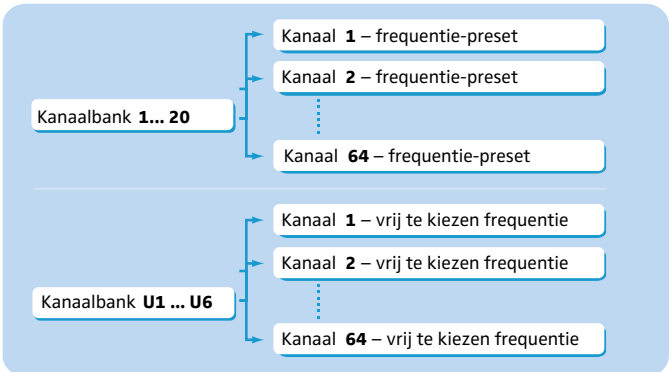 Kanaalbank 1... 20
Kanaal 1 – frequentie-preset
Kanaal 2 – frequentie-preset
Kanaal 64 – frequentie-preset
Kanaalbank U1 ... U6
Kanaal 1 – vrij te kiezen frequentie
Kanaal 2 – vrij te kiezen frequentie
Kanaal 64 – vrij te kiezen frequentie